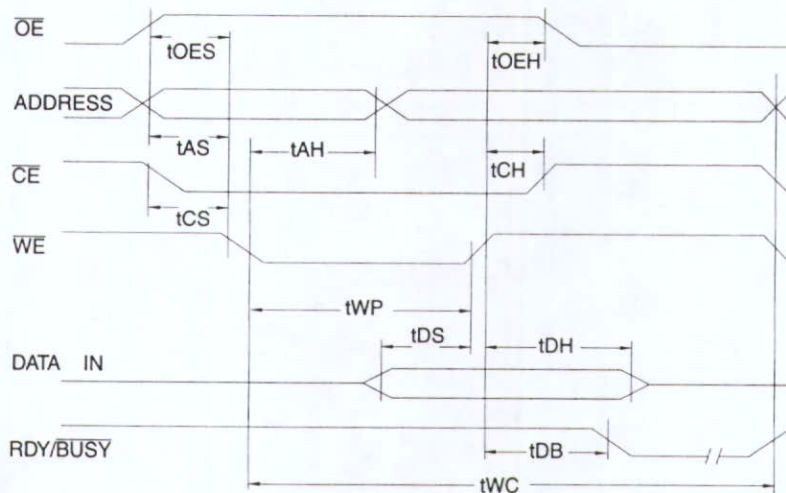 OE
tOES
tOEH
ADDRESS
tAS
tAH
tCH
CE
tCS
WE
tWP
tDS
tDH
DATA IN
RDY/BUSY
tDB
tWC